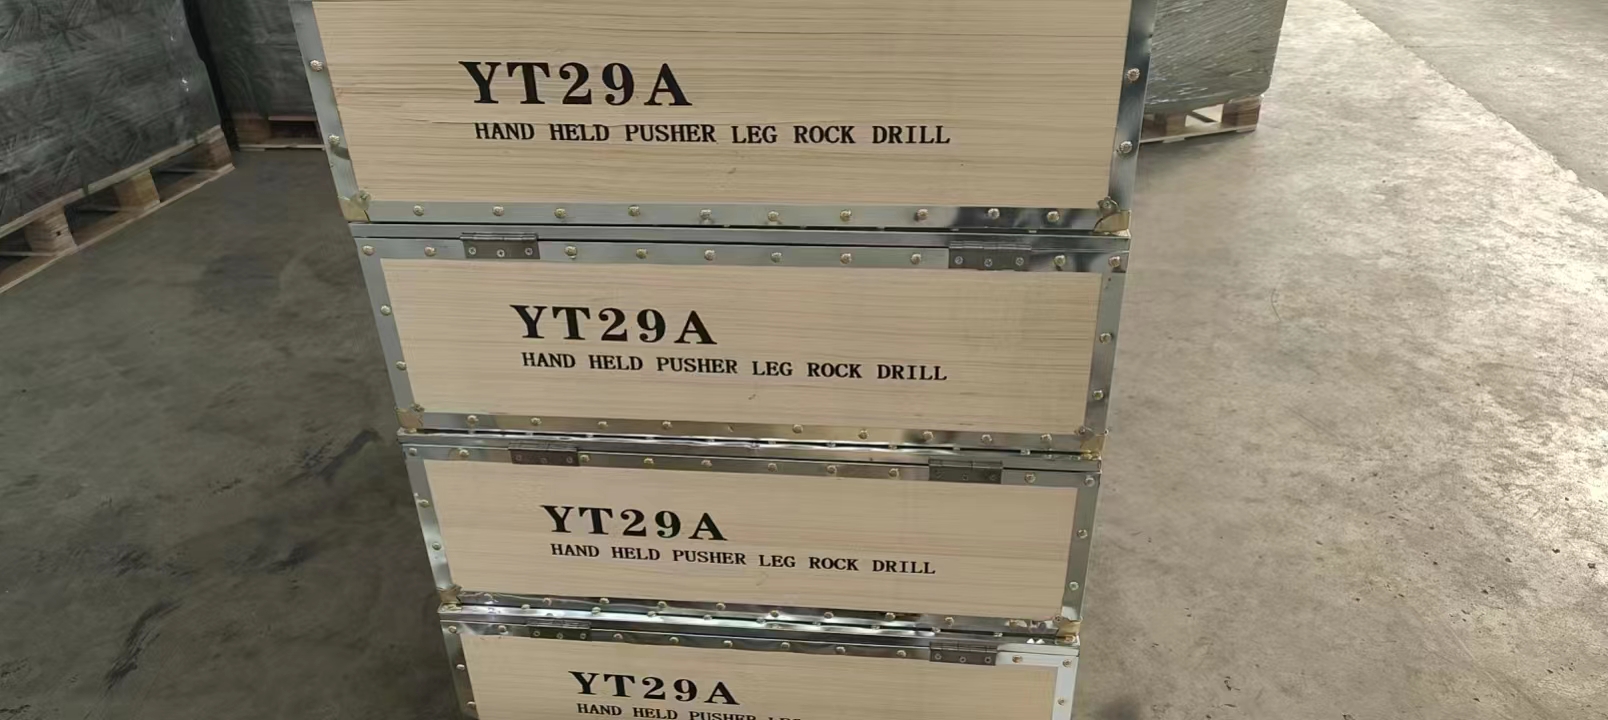 YT29A
HAND HELD PUSHER LEG ROCK DRILL
YT29A
HAND HELD PUSHER LEG ROCK DRILL
YT29A
HAND HELD PUSHER LEG ROCK DRILL
YT29A
HAND HELD PUSHER